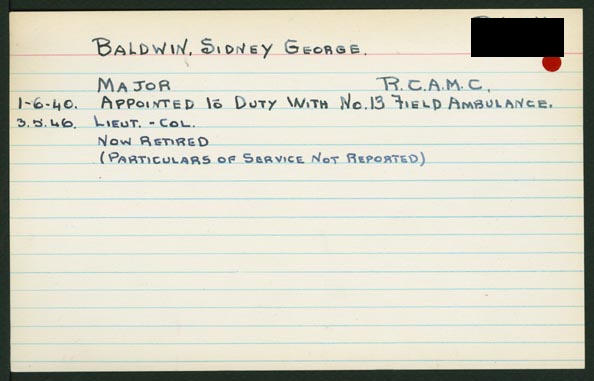 BALDWIN, SIDNEY GEORGE.
MAJOR R.C.A.M.C.
1-6-40. APPOINTED TO DUTY WITH NO. 13 FIELD AMBULANCE.
3.5.46. LIEUT. - COL.
NOW RETIRED
(PARTICULARS OF SERVICE NOT REPORTED)